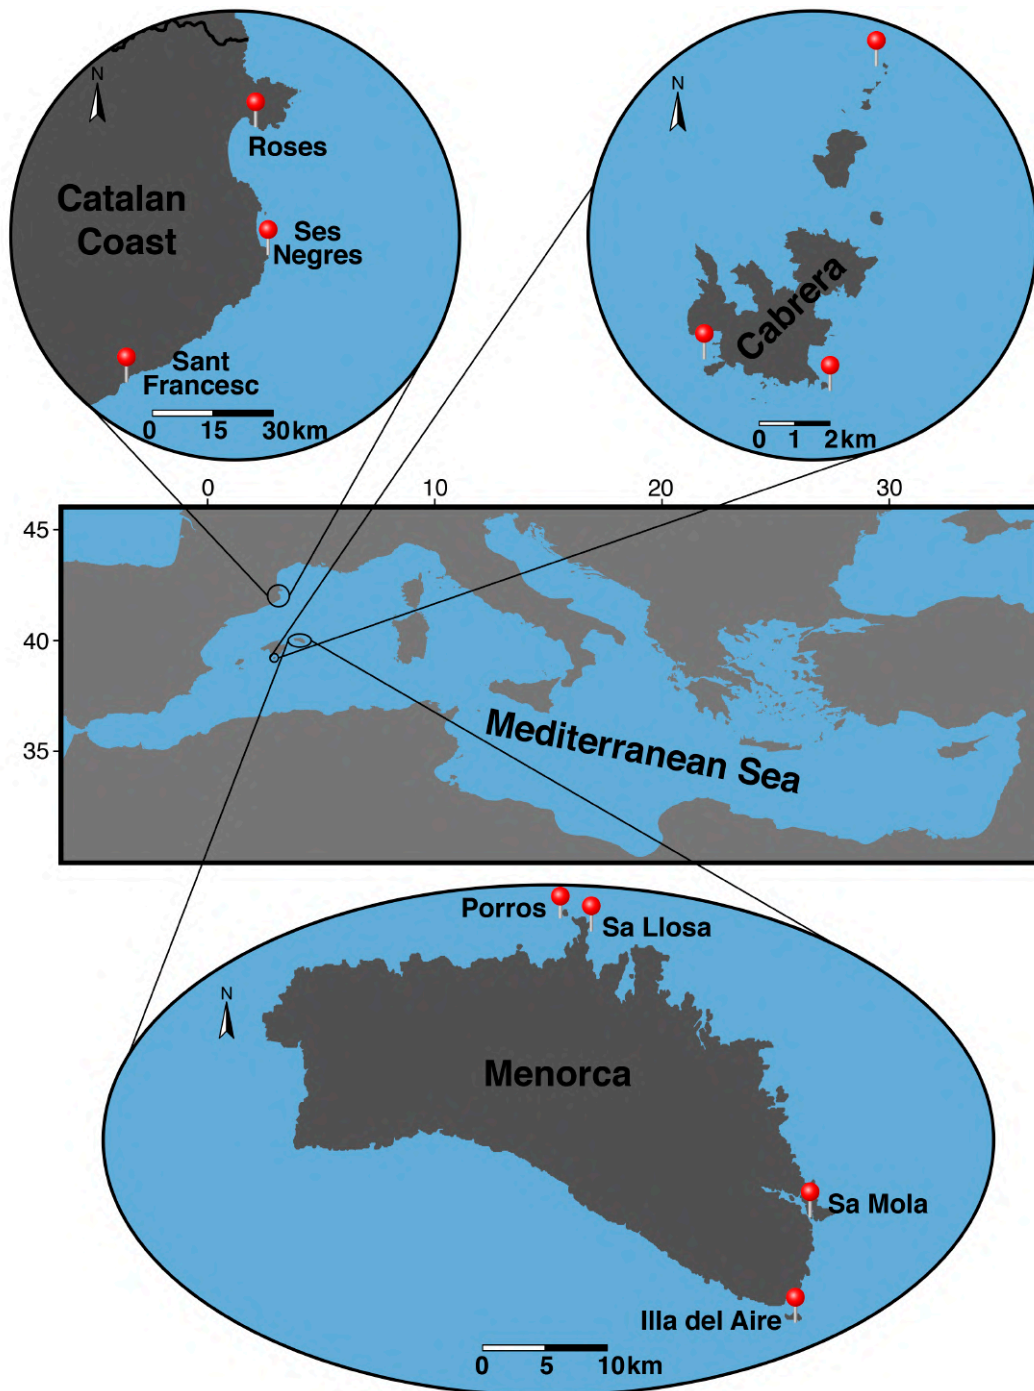 N
Roses
Catalan
Coast
Ses
Negres
Sant
Francesc
0 15 30km
N
Cabrera
0 1 2km
0 10 20 30
45
40
35
Mediterranean Sea
Porros
Sa Llosa
N
Menorca
Sa Mola
Illa del Aire
0 5 10km